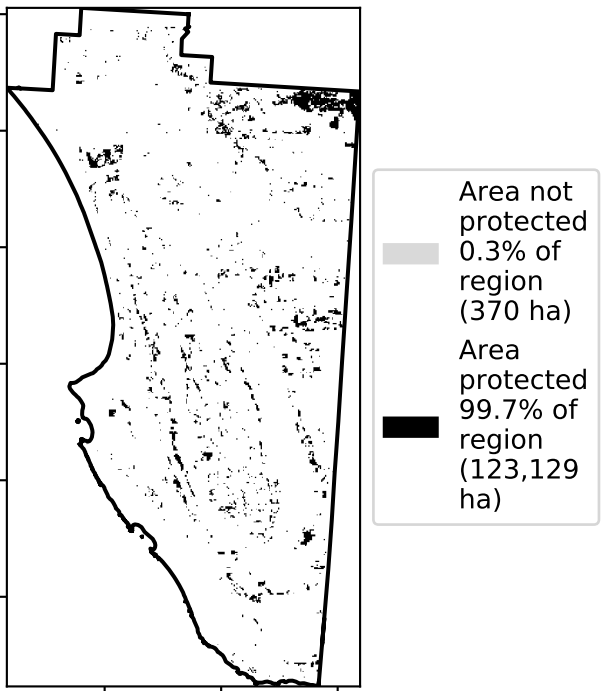 Area not
protected
0.3% of
region
(370 ha)
Area
protected
99.7% of
region
(123,129
ha)